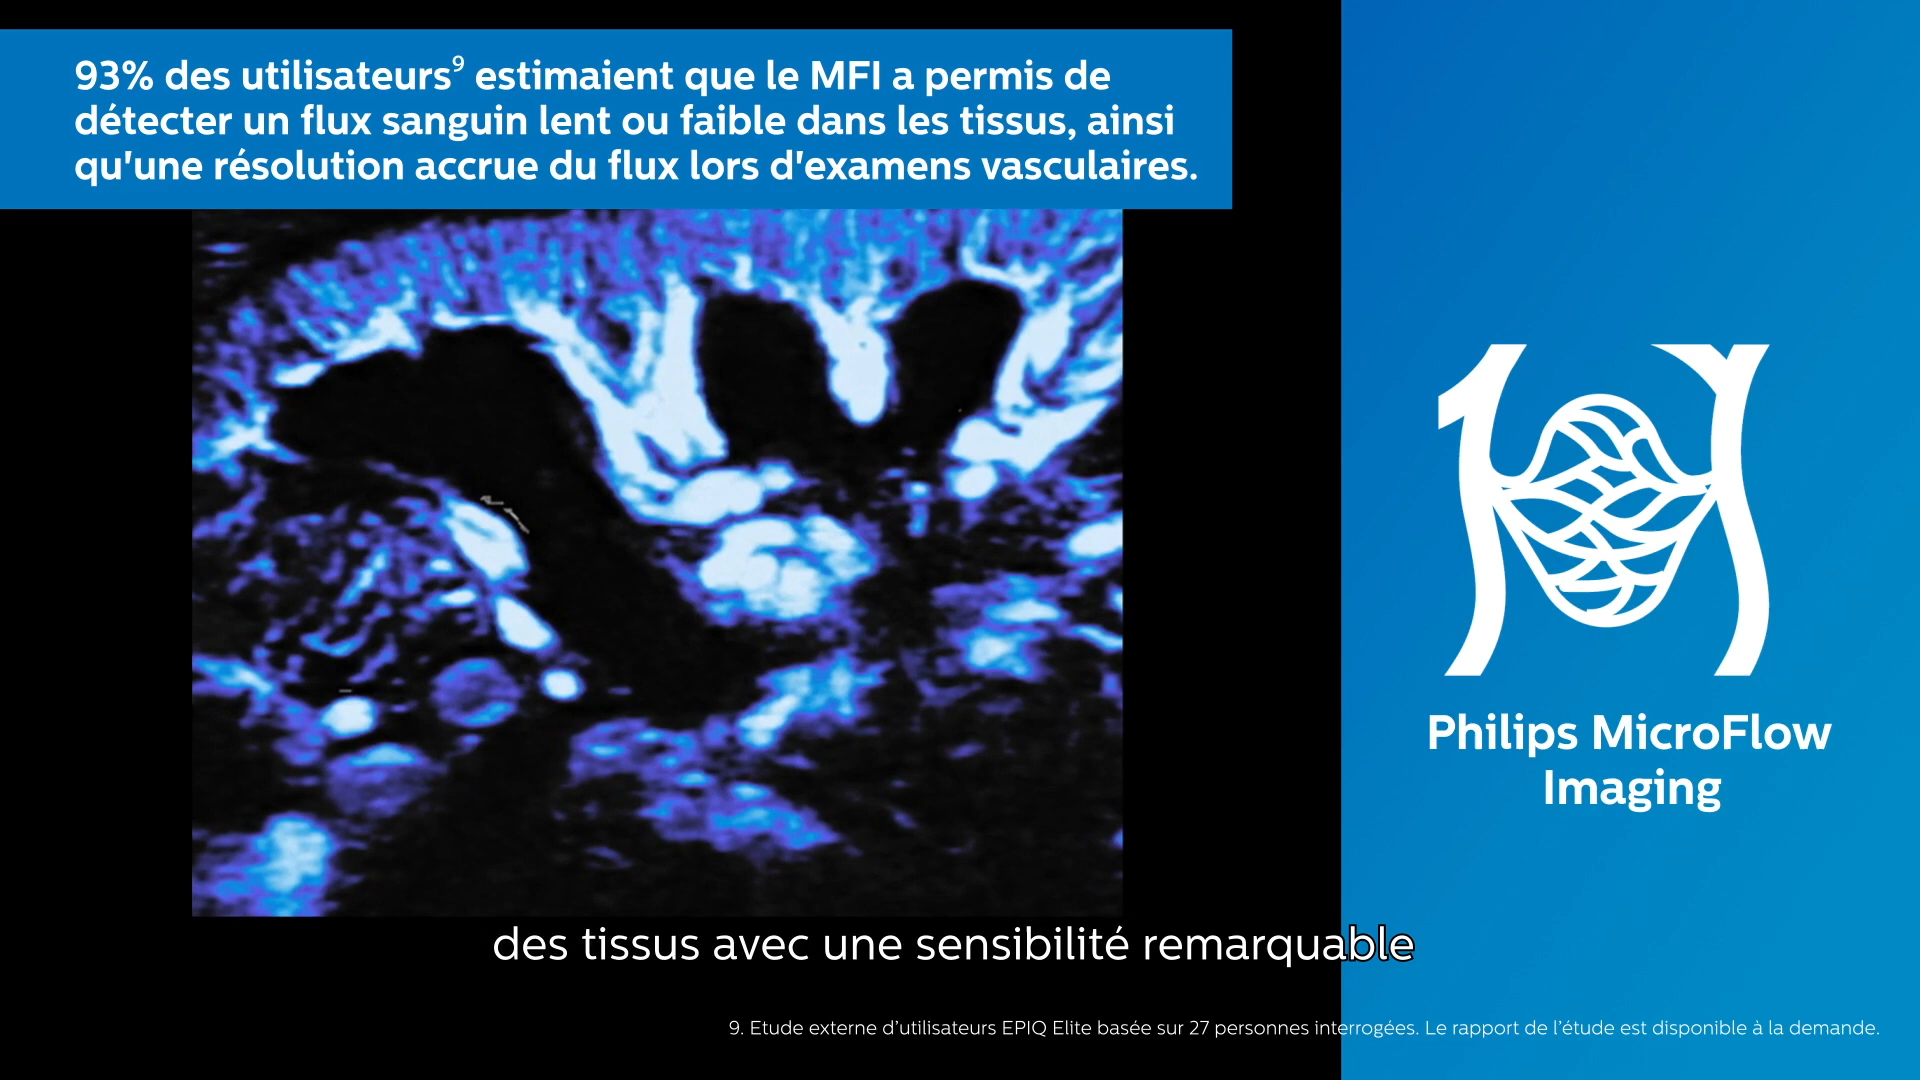 93% des utilisateurs⁹ estimaient que le MFI a permis de
détecter un flux sanguin lent ou faible dans les tissus, ainsi
qu'une résolution accrue du flux lors d'examens vasculaires.
Philips MicroFlow
Imaging
des tissus avec une sensibilité remarquable
9. Etude externe d’utilisateurs EPIQ Elite basée sur 27 personnes interrogées. Le rapport de l’étude est disponible à la demande.